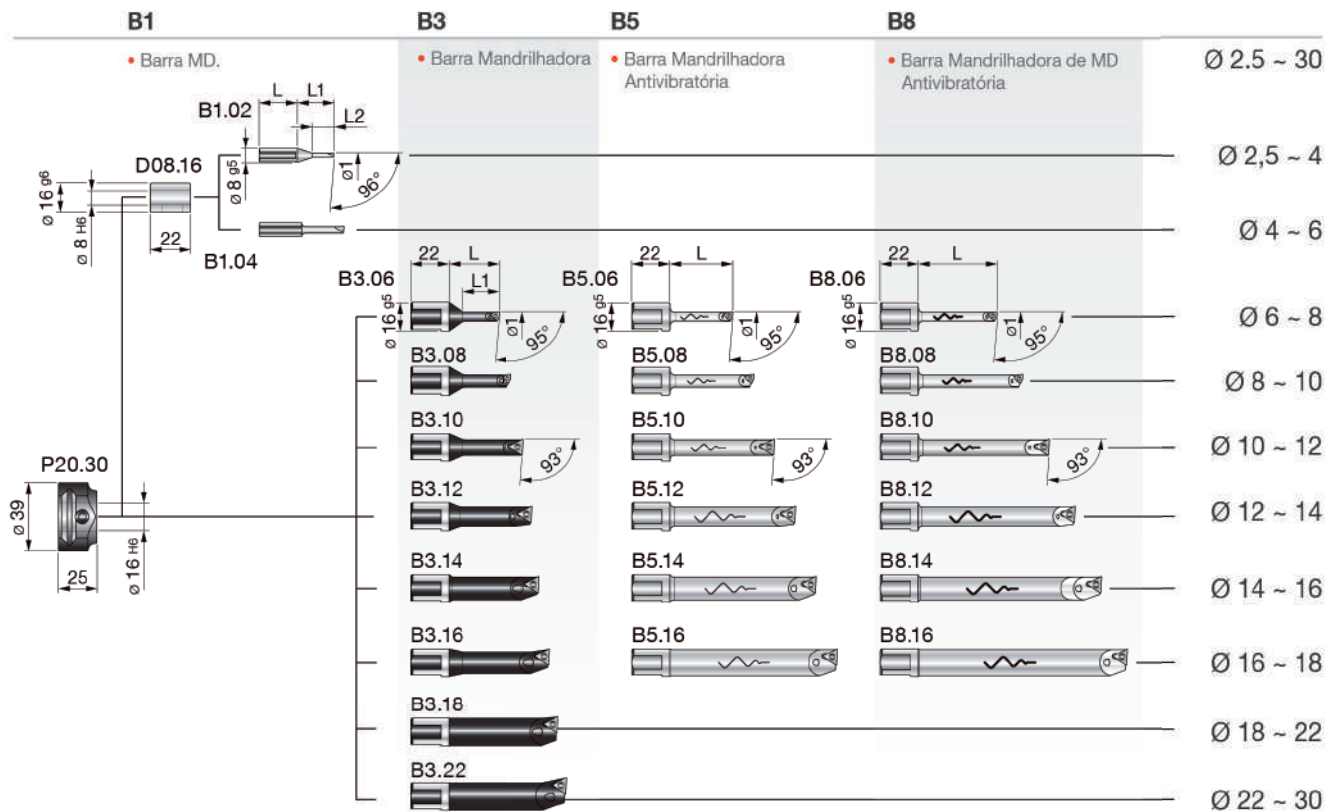 B1 B3 B5 B8
• Barra MD.
• Barra Mandrilhadora
• Barra Mandrilhadora
Antivibratória
• Barra Mandrilhadora de MD
Antivibratória
Ø 2.5 ~ 30
L L1
B1.02
L2
D08.16
Ø 16 g6
Ø 8 H6
22
Ø 8 g5
Ø1
96°
Ø 2,5 ~ 4
B1.04
Ø 4 ~ 6
22 L
B3.06
L1
Ø 16 g5
Ø1
95°
22 L
B5.06
Ø 16 g5
Ø1
95°
22 L
B8.06
Ø 16 g5
Ø1
95°
Ø 6 ~ 8
B3.08 B5.08 B8.08
Ø 8 ~ 10
B3.10 B5.10 B8.10
93° 93° 93°
Ø 10 ~ 12
P20.30
Ø 39
25
Ø 16 H6
B3.12 B5.12 B8.12
Ø 12 ~ 14
B3.14 B5.14 B8.14
Ø 14 ~ 16
B3.16 B5.16 B8.16
Ø 16 ~ 18
B3.18
Ø 18 ~ 22
B3.22
Ø 22 ~ 30